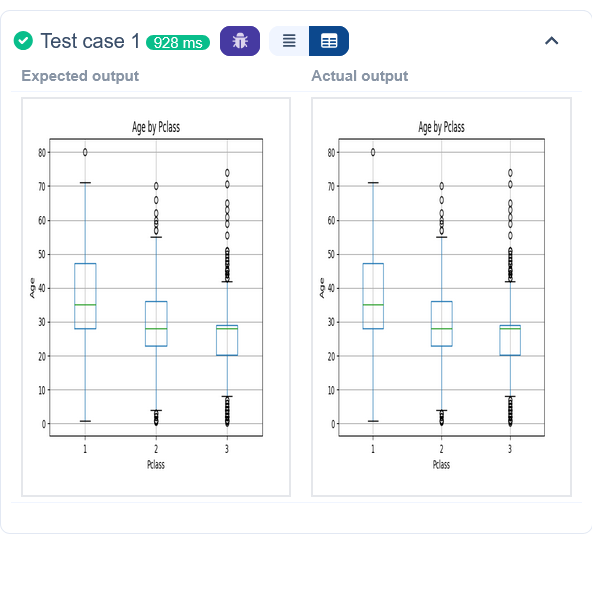 Test case 1 928 ms
Expected output
Actual output
Age by Pclass
80
70
60
50
40
30
20
10
0
Age
1 2 3
Pclass
Age by Pclass
80
70
60
50
40
30
20
10
0
Age
1 2 3
Pclass